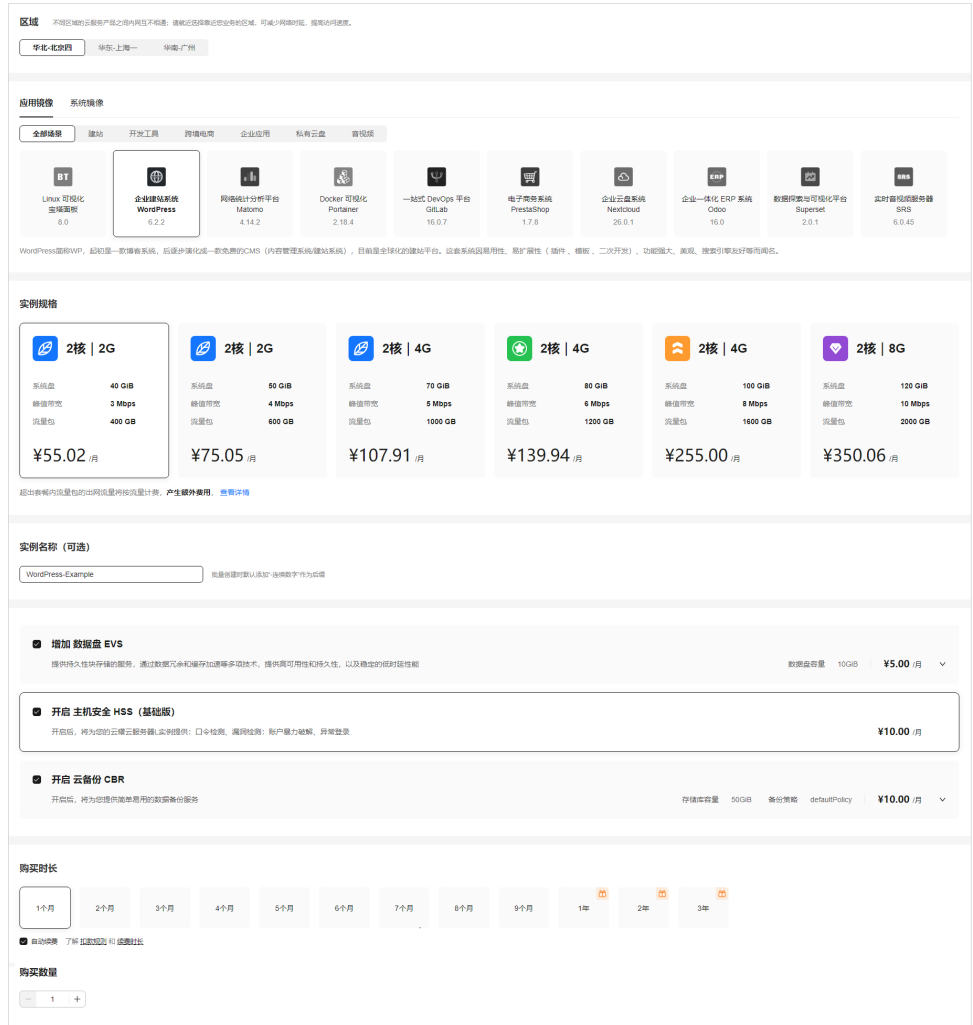 区域 不同区域的云服务产品之间内网互不相通；请就近选择靠近您业务的区域，可减少网络时延，提高访问速度。
华北-北京四 华东-上海一 华南-广州
应用镜像 系统镜像
全部场景 建站 开发工具 跨境电商 企业应用 私有云盘 音视频
BT ERP SRS
Linux 可视化 企业建站系统 网络统计分析平台 Docker 可视化 一站式 DevOps 平台 电子商务系统 企业云盘系统 企业一体化 ERP 系统 数据探索与可视化平台 实时音视频服务器
宝塔面板 WordPress Matomo Portainer GitLab PrestaShop Nextcloud Odoo Superset SRS
8.0 6.2.2 4.14.2 2.18.4 16.0.7 1.7.8 26.0.1 16.0 2.0.1 6.0.45
WordPress简称WP，起初是一款博客系统，后逐步演化成一款免费的CMS（内容管理系统/建站系统），目前是全球化的建站平台。这套系统因易用性、易扩展性（ 插件 、模板 、二次开发）、功能强大、美观、搜索引擎友好等而闻名。
实例规格
2核 | 2G 2核 | 2G 2核 | 4G 2核 | 4G 2核 | 4G 2核 | 8G
系统盘 40 GiB 系统盘 50 GiB 系统盘 70 GiB 系统盘 80 GiB 系统盘 100 GiB 系统盘 120 GiB
峰值带宽 3 Mbps 峰值带宽 4 Mbps 峰值带宽 5 Mbps 峰值带宽 6 Mbps 峰值带宽 8 Mbps 峰值带宽 10 Mbps
流量包 400 GB 流量包 600 GB 流量包 1000 GB 流量包 1200 GB 流量包 1600 GB 流量包 2000 GB
¥55.02 /月 ¥75.05 /月 ¥107.91 /月 ¥139.94 /月 ¥255.00 /月 ¥350.06 /月
超出套餐内流量包的出网流量将按流量计费，产生额外费用， 查看详情
实例名称（可选）
WordPress-Example 批量创建时默认添加“-连续数字”作为后缀
增加 数据盘 EVS
提供持久性块存储的服务，通过数据冗余和缓存加速等多项技术，提供高可用性和持久性，以及稳定的低时延性能 数据盘容量 10GiB ¥5.00 /月
开启 主机安全 HSS（基础版）
开启后，将为您的云耀云服务器L实例提供：口令检测、漏洞检测；账户暴力破解、异常登录 ¥10.00 /月
开启 云备份 CBR
开启后，将为您提供简单易用的数据备份服务 存储库容量 50GiB 备份策略 defaultPolicy ¥10.00 /月
购买时长
1个月 2个月 3个月 4个月 5个月 6个月 7个月 8个月 9个月 1年 2年 3年
自动续费 了解 扣款规则 和 续费时长
购买数量
− 1 +